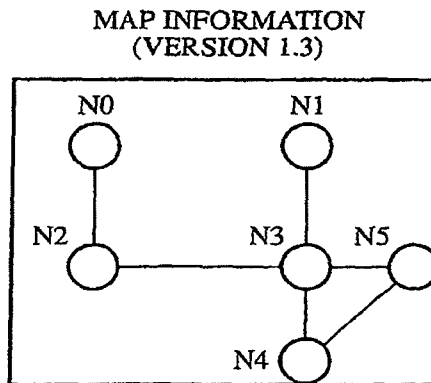 MAP INFORMATION
(VERSION 1.3)
N0
N1
N2
N3
N5
N4